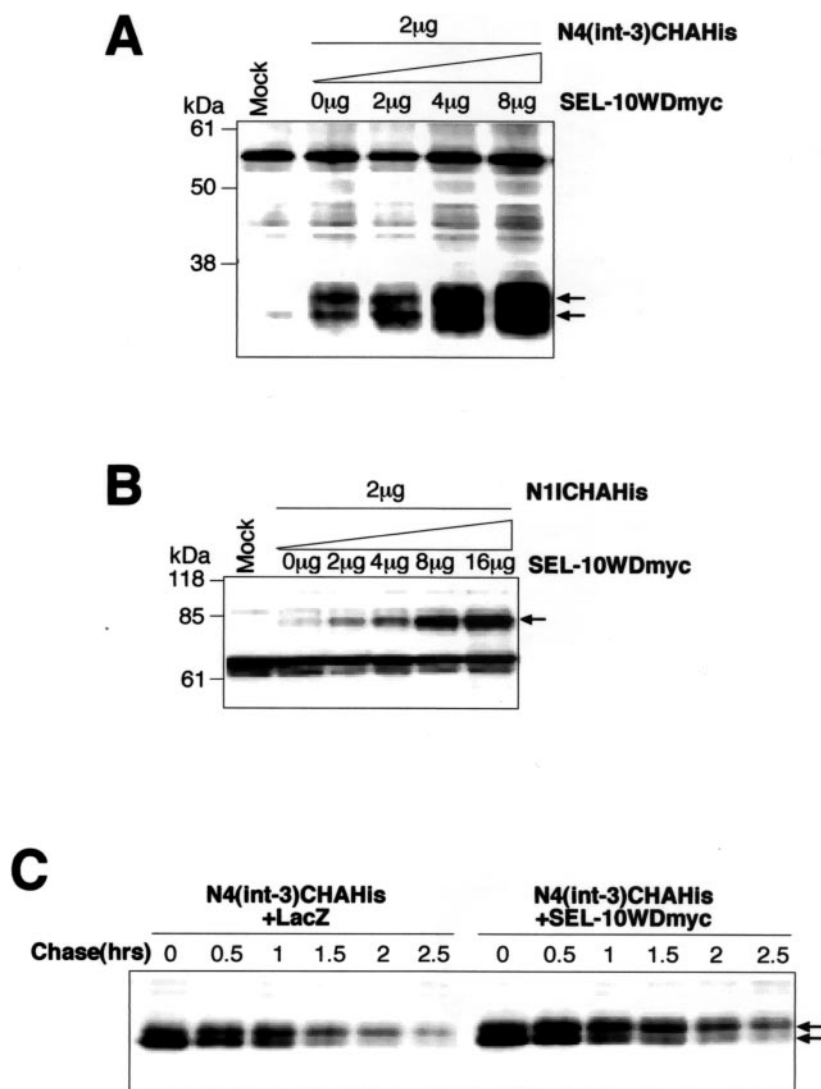 A
2μg
N4(int-3)CHAHis
Mock
kDa
0μg 2μg 4μg 8μg SEL-10WDmyc
61
50
38
B
2μg
N1ICHAHis
Mock
kDa
0μg 2μg 4μg 8μg 16μg SEL-10WDmyc
118
85
61
C
N4(int-3)CHAHis
+LacZ
N4(int-3)CHAHis
+SEL-10WDmyc
Chase(hrs) 0 0.5 1 1.5 2 2.5 0 0.5 1 1.5 2 2.5